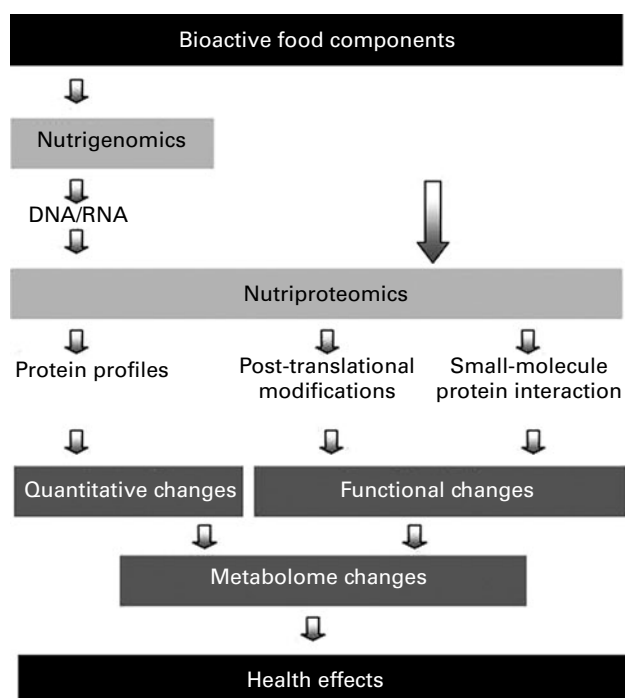 Bioactive food components
Nutrigenomics
DNA/RNA
Nutriproteomics
Protein profiles
Post-translational
modifications
Small-molecule
protein interaction
Quantitative changes
Functional changes
Metabolome changes
Health effects